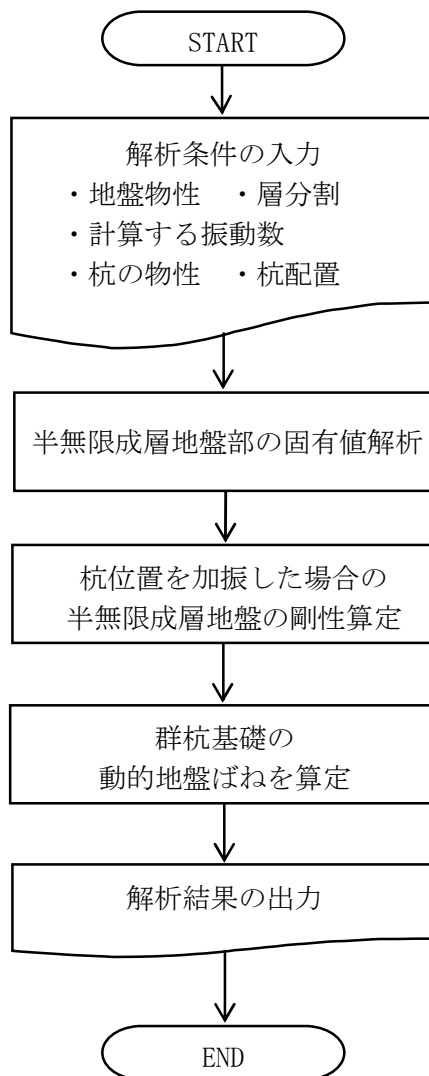 START
解析条件の入力
・地盤物性 ・層分割
・計算する振動数
・杭の物性 ・杭配置
半無限成層地盤部の固有値解析
杭位置を加振した場合の
半無限成層地盤の剛性算定
群杭基礎の
動的地盤ばねを算定
解析結果の出力
END